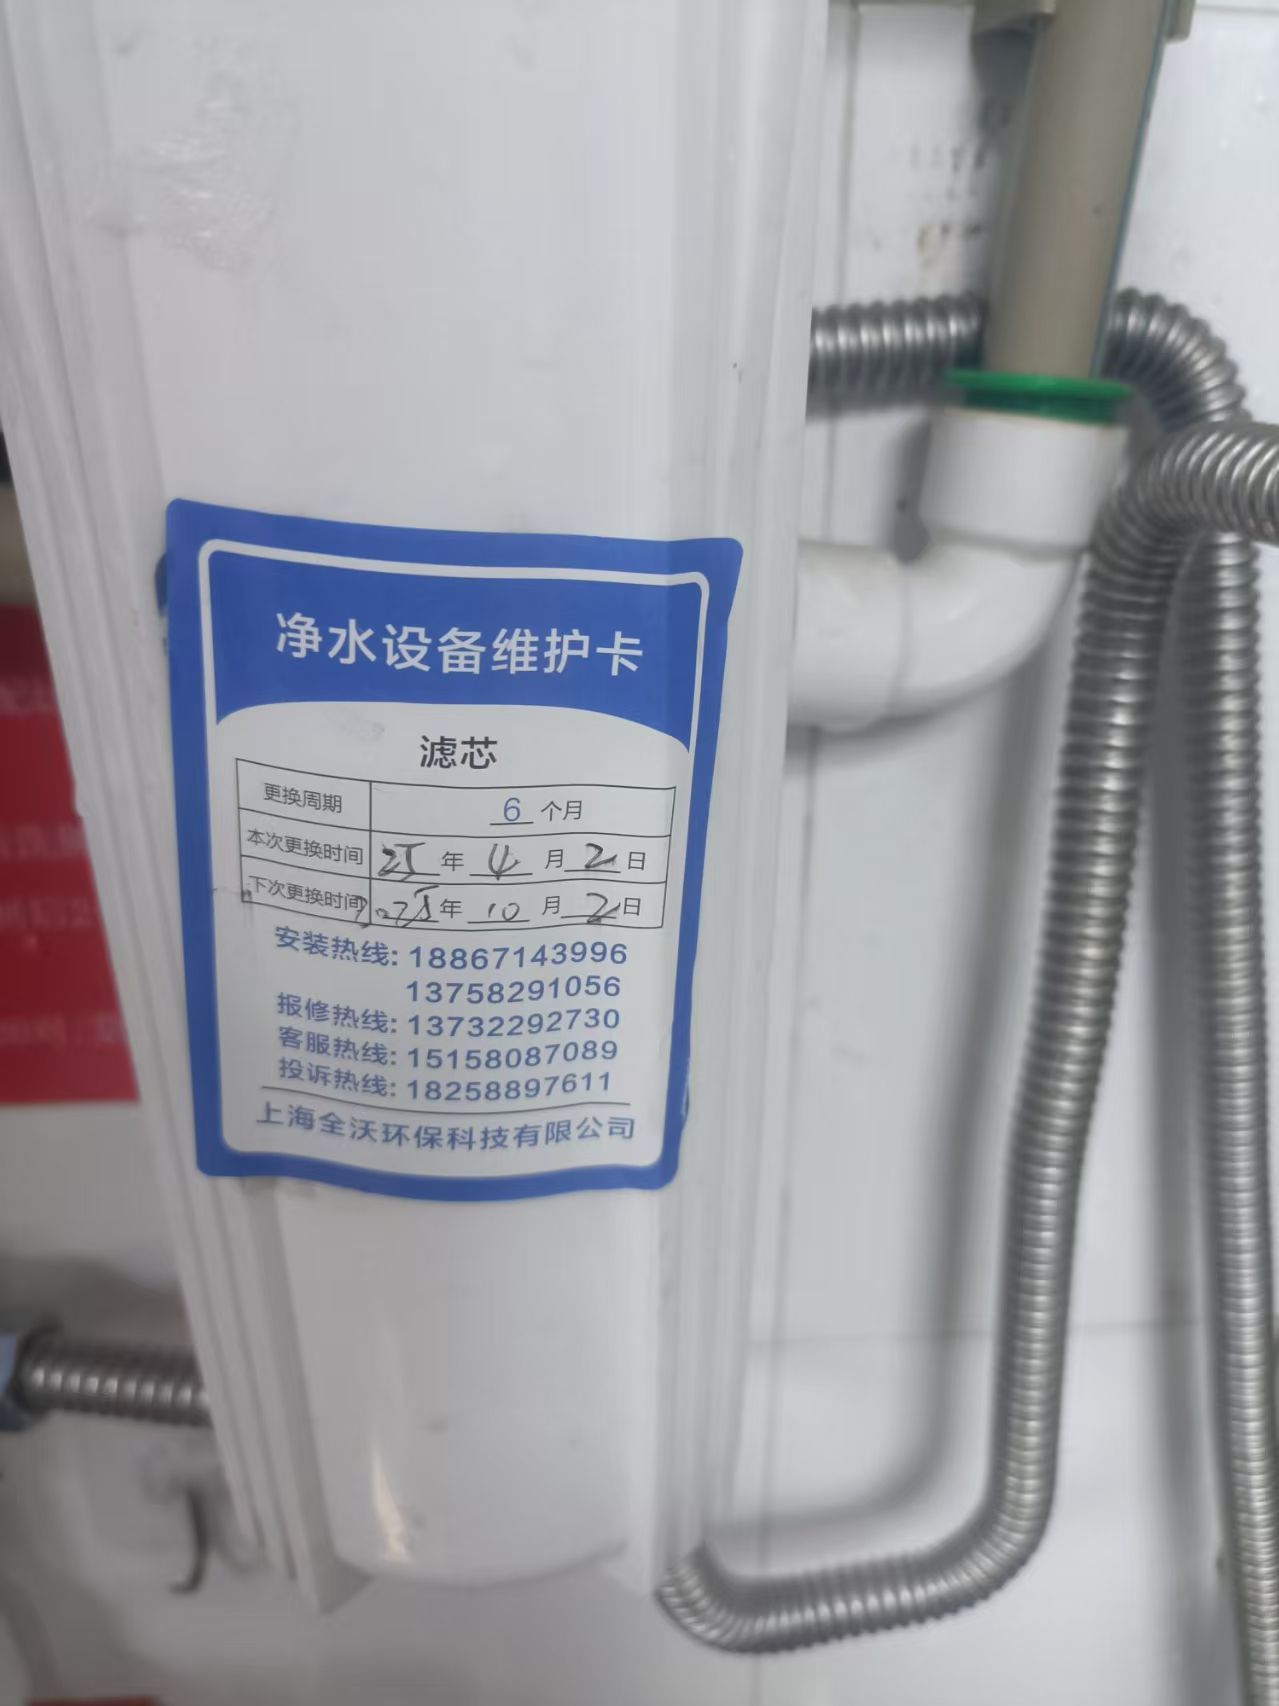 净水设备维护卡
滤芯
更换周期 6 个月
本次更换时间 25 年 4 月 2 日
下次更换时间 2025 年 10 月 2 日
安装热线: 18867143996
13758291056
报修热线: 13732292730
客服热线: 15158087089
投诉热线: 18258897611
上海全沃环保科技有限公司